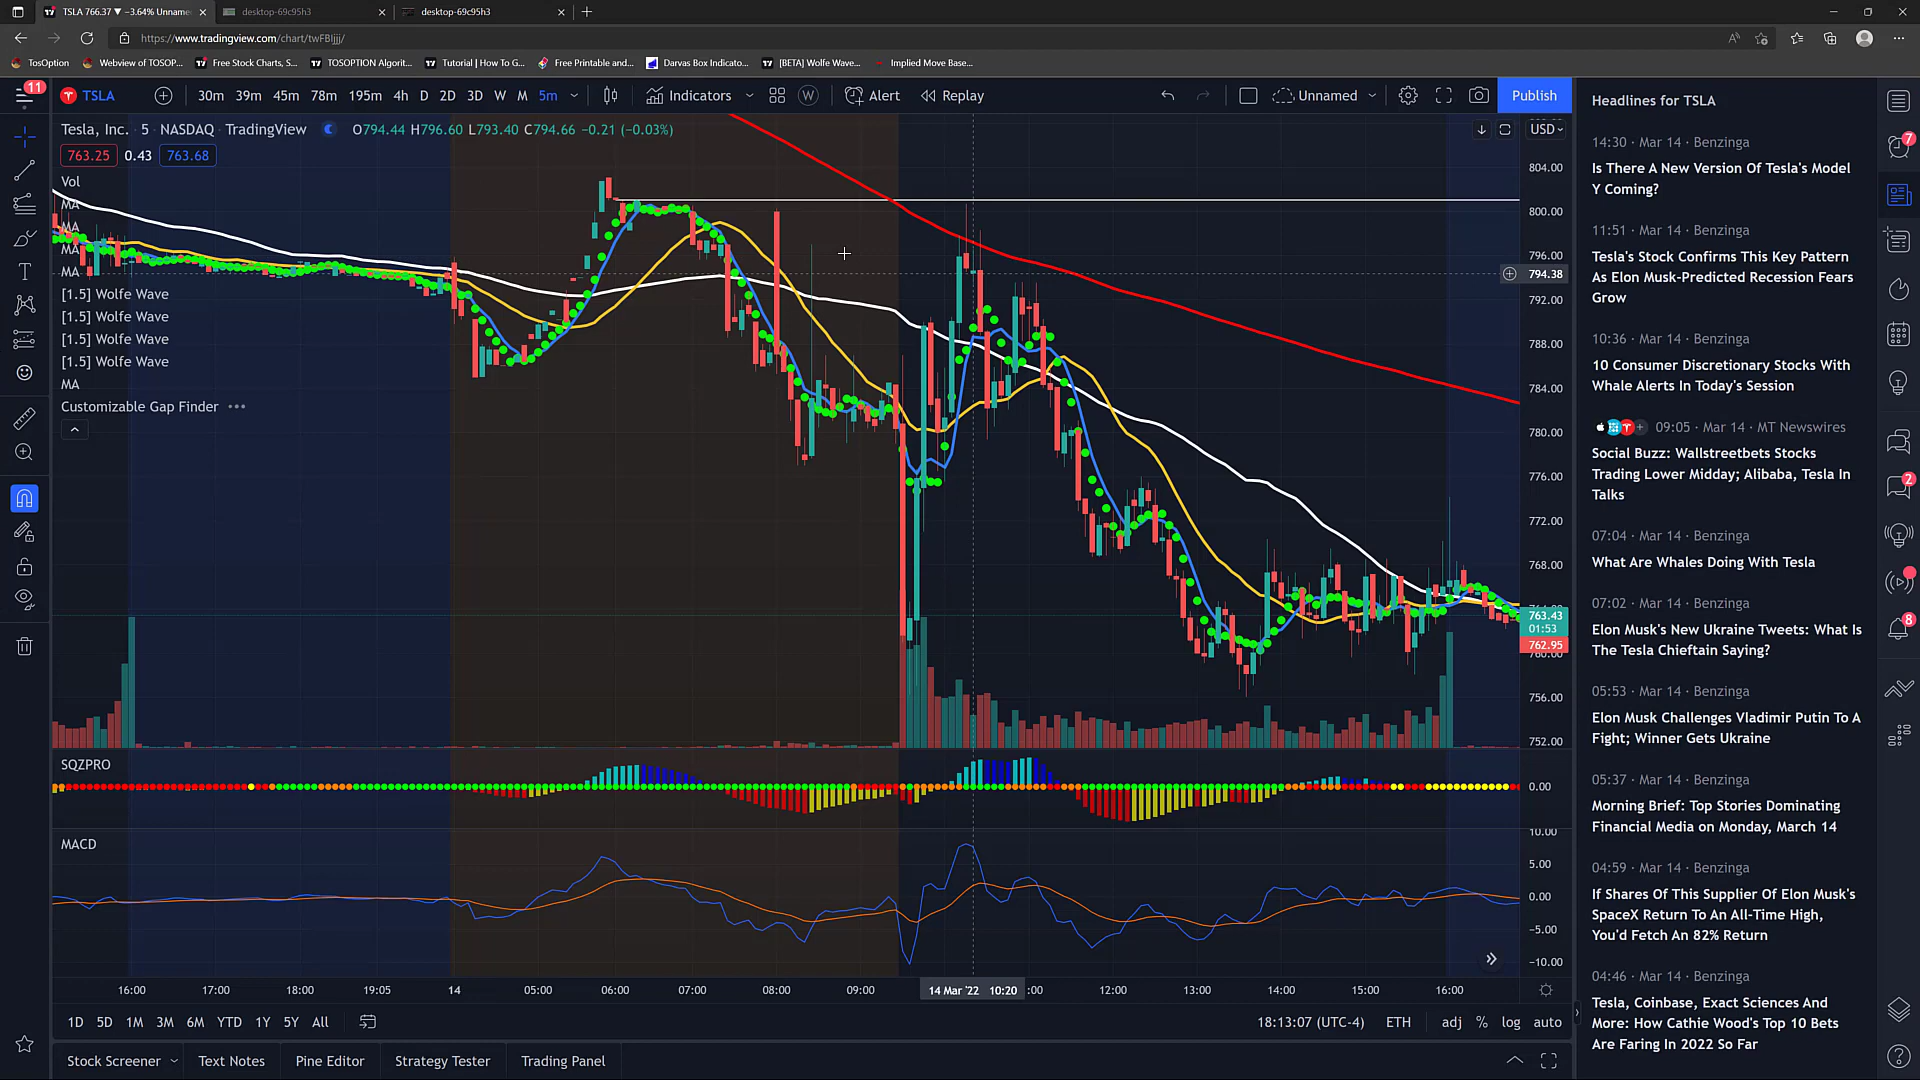 TSLA 766.37 ▼ −3.64% Unname
desktop-69c95h3
desktop-69c95h3
https://www.tradingview.com/chart/twFBIjjj/
TosOption
Webview of TOSOP...
Free Stock Charts, S...
TOSOPTION Algorit...
Tutorial | How To G...
Free Printable and...
Darvas Box Indicato...
[BETA] Wolfe Wave...
Implied Move Base...
11
TSLA
30m 39m 45m 78m 195m 4h D 2D 3D W M 5m
Indicators
W
Alert
Replay
Unnamed
Publish
Tesla, Inc. · 5 · NASDAQ · TradingView
O794.44 H796.60 L793.40 C794.66 −0.21 (−0.03%)
USD
763.25 0.43 763.68
Vol
MA
MA
MA
MA
[1.5] Wolfe Wave
[1.5] Wolfe Wave
[1.5] Wolfe Wave
[1.5] Wolfe Wave
MA
Customizable Gap Finder
804.00
800.00
796.00
794.38
792.00
788.00
784.00
780.00
776.00
772.00
768.00
763.43
01:53
762.95
760.00
756.00
752.00
SQZPRO
0.00
MACD
10.00
5.00
0.00
−5.00
−10.00
16:00 17:00 18:00 19:05 14 05:00 06:00 07:00 08:00 09:00 14 Mar '22 10:20 :00 12:00 13:00 14:00 15:00 16:00
1D 5D 1M 3M 6M YTD 1Y 5Y All
18:13:07 (UTC-4) ETH adj % log auto
Stock Screener
Text Notes
Pine Editor
Strategy Tester
Trading Panel
Headlines for TSLA
14:30 · Mar 14 · Benzinga
Is There A New Version Of Tesla's Model
Y Coming?
11:51 · Mar 14 · Benzinga
Tesla's Stock Confirms This Key Pattern
As Elon Musk-Predicted Recession Fears
Grow
10:36 · Mar 14 · Benzinga
10 Consumer Discretionary Stocks With
Whale Alerts In Today's Session
09:05 · Mar 14 · MT Newswires
Social Buzz: Wallstreetbets Stocks
Trading Lower Midday; Alibaba, Tesla In
Talks
07:04 · Mar 14 · Benzinga
What Are Whales Doing With Tesla
07:02 · Mar 14 · Benzinga
Elon Musk's New Ukraine Tweets: What Is
The Tesla Chieftain Saying?
05:53 · Mar 14 · Benzinga
Elon Musk Challenges Vladimir Putin To A
Fight; Winner Gets Ukraine
05:37 · Mar 14 · Benzinga
Morning Brief: Top Stories Dominating
Financial Media on Monday, March 14
04:59 · Mar 14 · Benzinga
If Shares Of This Supplier Of Elon Musk's
SpaceX Return To An All-Time High,
You'd Fetch An 82% Return
04:46 · Mar 14 · Benzinga
Tesla, Coinbase, Exact Sciences And
More: How Cathie Wood's Top 10 Bets
Are Faring In 2022 So Far
7
2
8